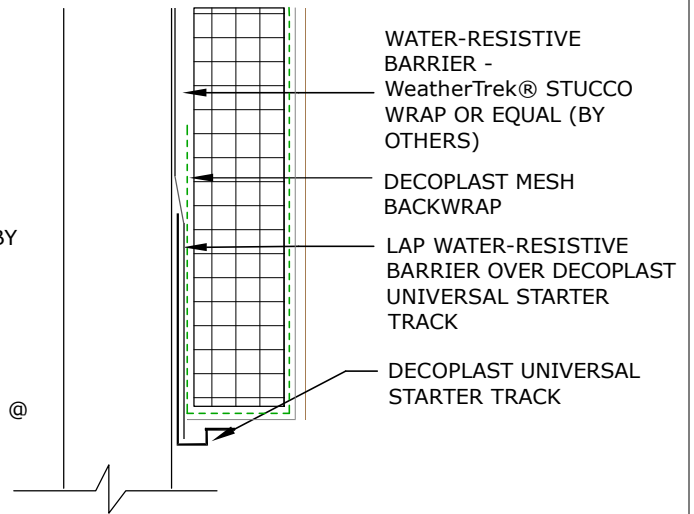 WATER-RESISTIVE
BARRIER -
WeatherTrek® STUCCO
WRAP OR EQUAL (BY
OTHERS)
DECOPLAST MESH
BACKWRAP
BY
LAP WATER-RESISTIVE
BARRIER OVER DECOPLAST
UNIVERSAL STARTER
TRACK
DECOPLAST UNIVERSAL
STARTER TRACK
@